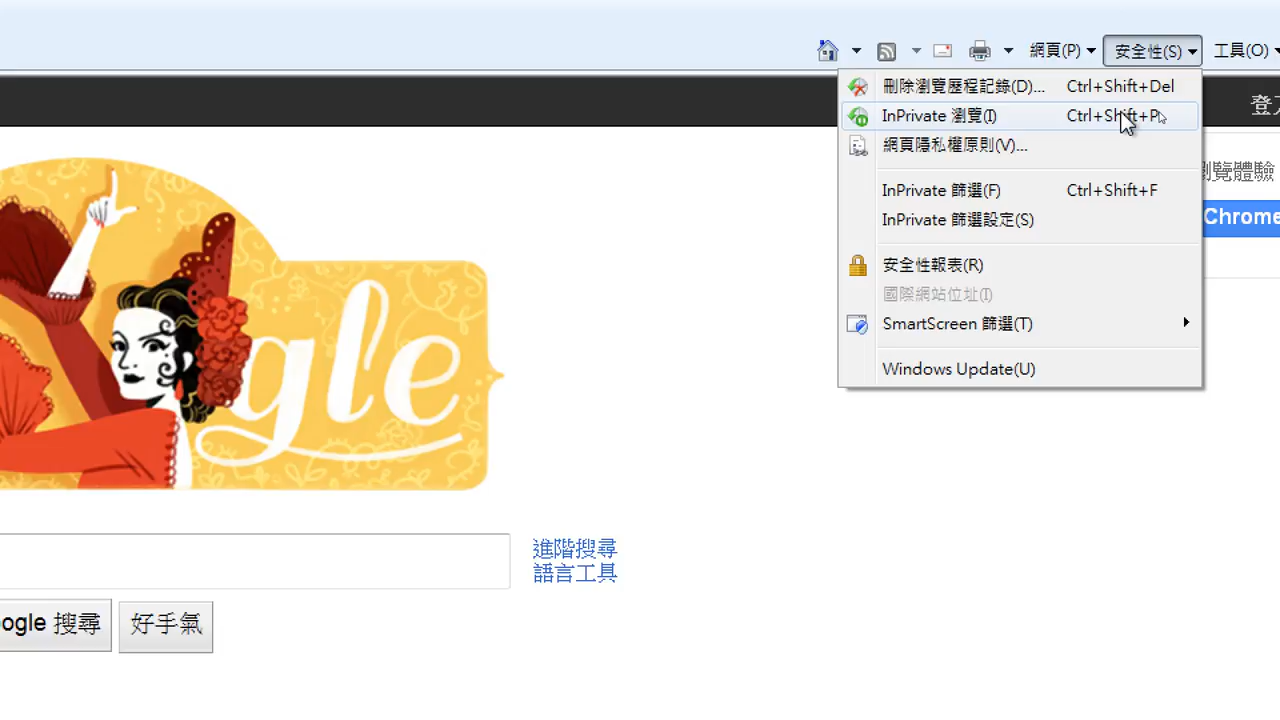 網頁(P) 安全性(S) 工具(O)
刪除瀏覽歷程記錄(D)... Ctrl+Shift+Del
InPrivate 瀏覽(I) Ctrl+Shift+P
網頁隱私權原則(V)...
InPrivate 篩選(F) Ctrl+Shift+F
InPrivate 篩選設定(S)
安全性報表(R)
國際網站位址(I)
SmartScreen 篩選(T)
Windows Update(U)
登入
瀏覽體驗
Chrome
gle
進階搜尋
語言工具
ogle 搜尋
好手氣